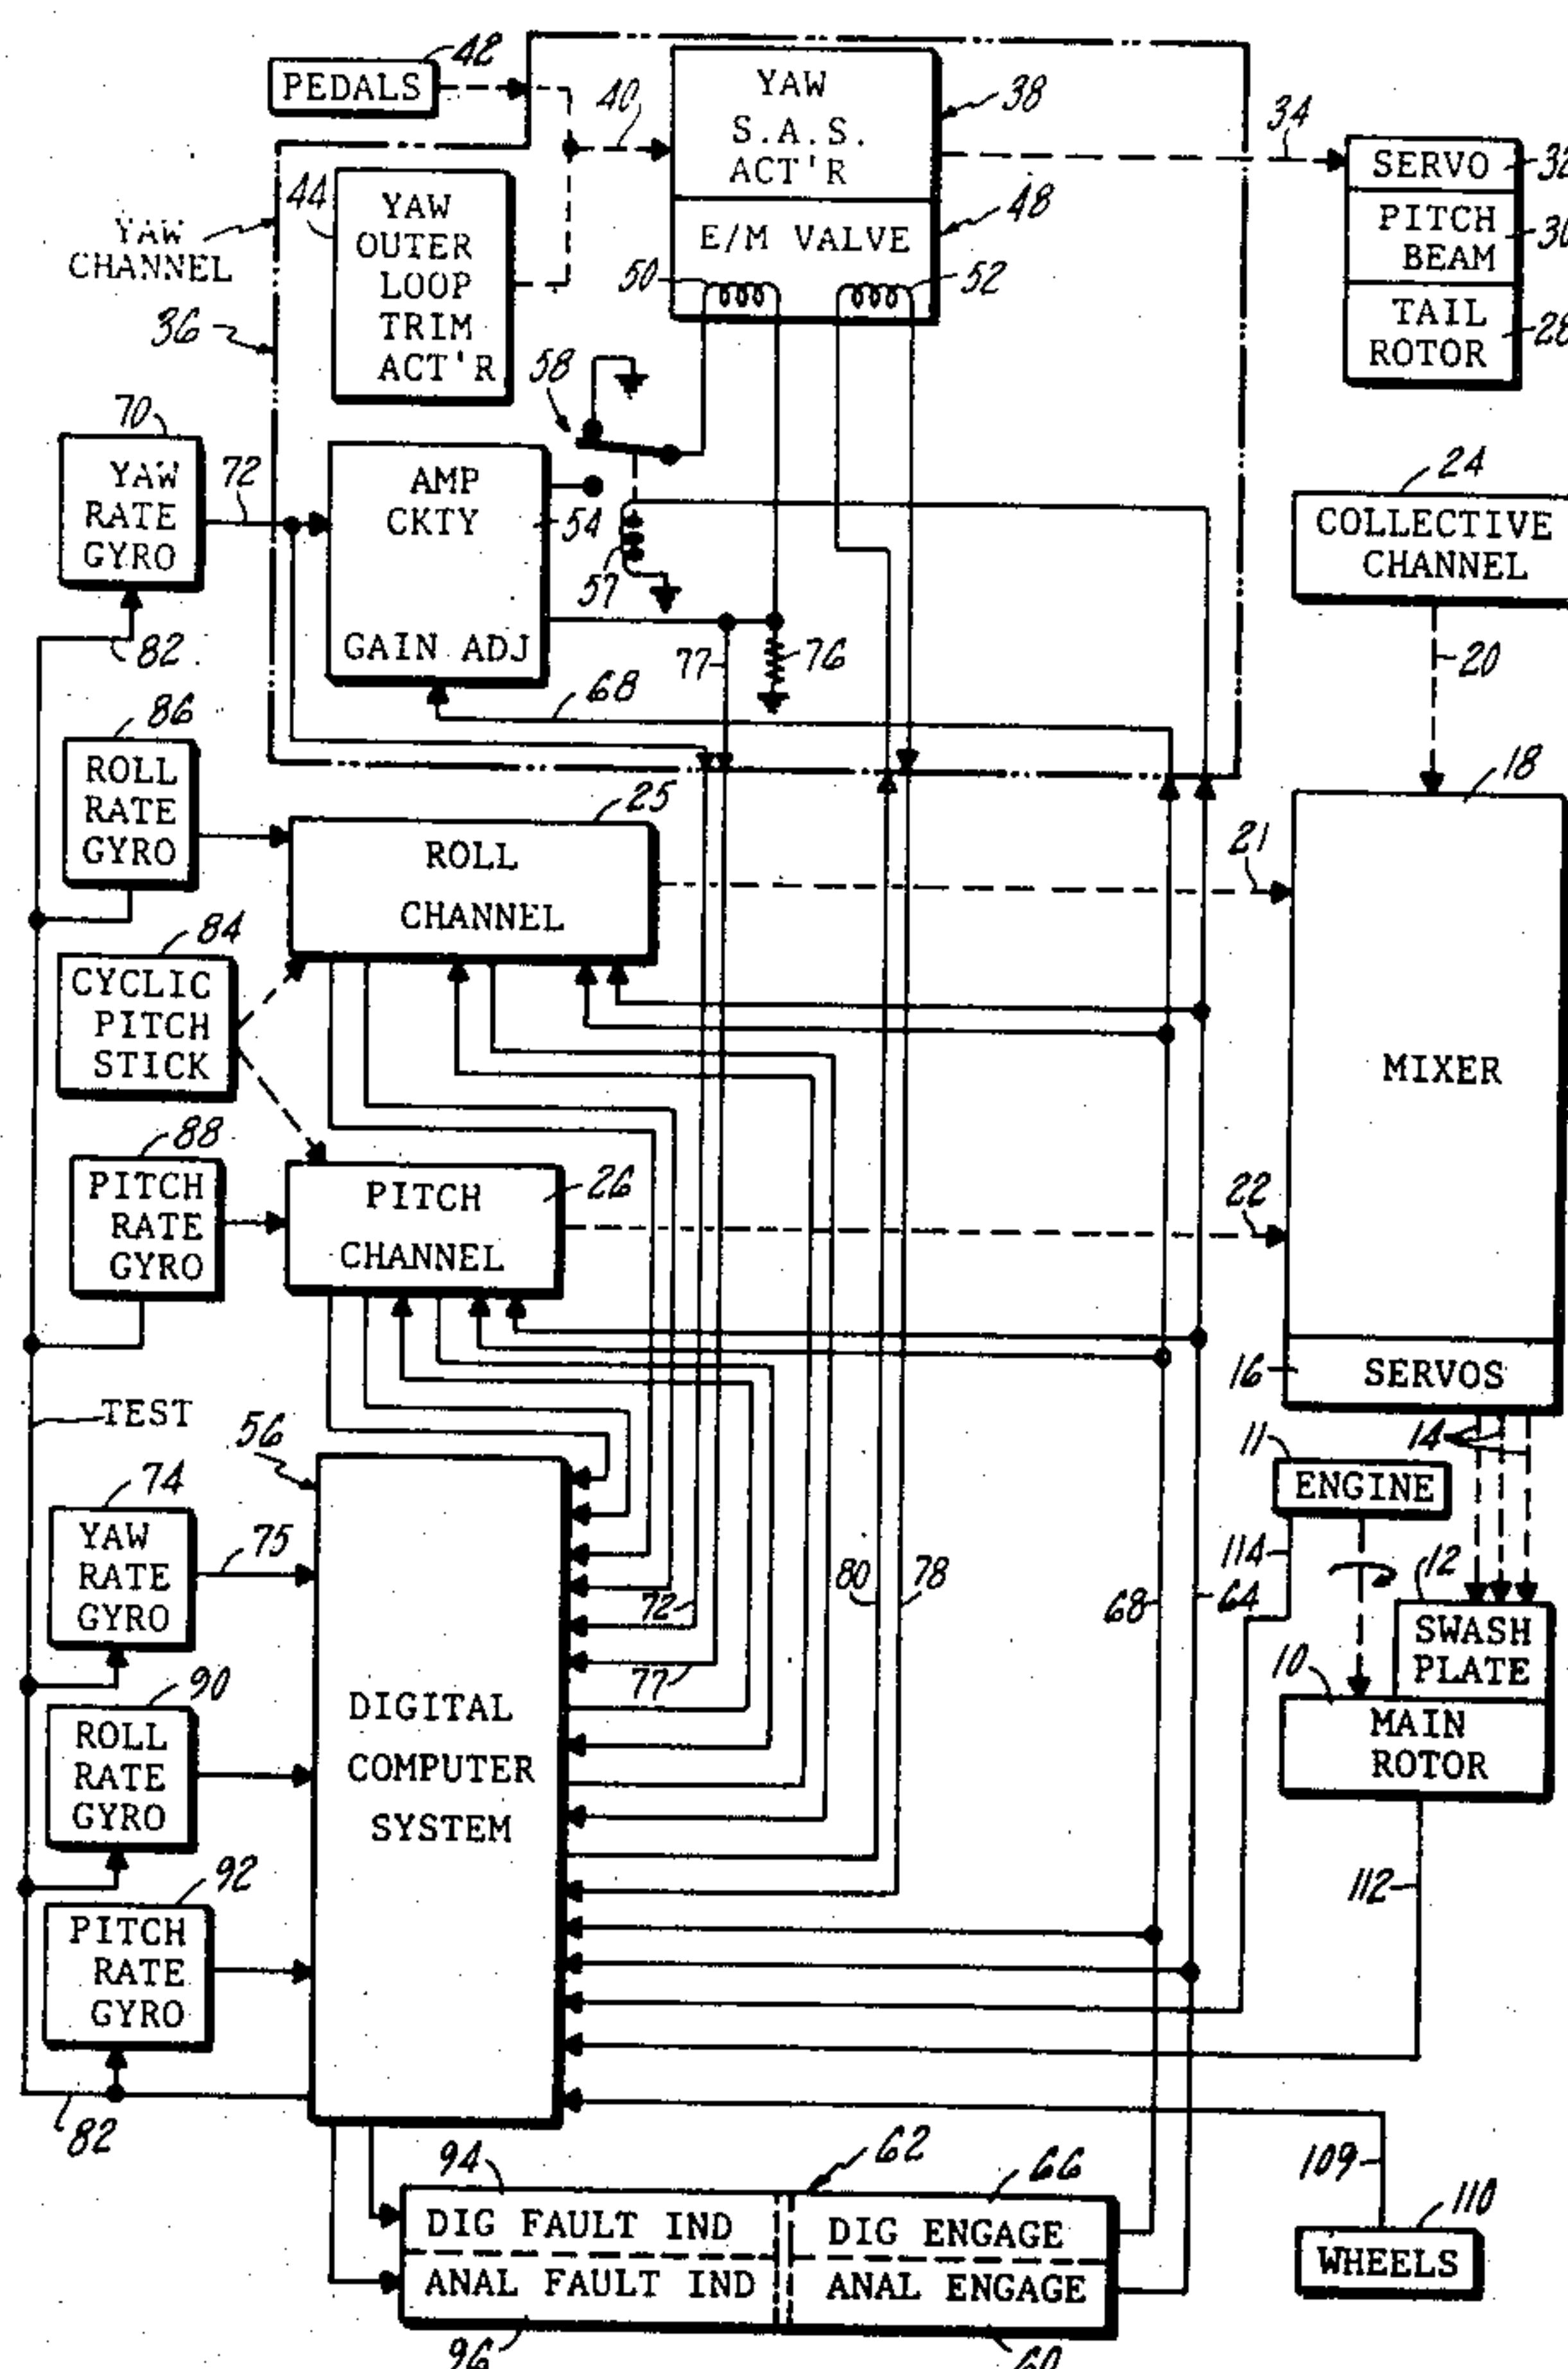 42
PEDALS
YAW
S.A.S.
ACT'R
38
40
34
SERVO
32
PITCH
BEAM
30
TAIL
ROTOR
28
44
YAW
OUTER
LOOP
TRIM
ACT'R
YAW
CHANNEL
36
E/M VALVE
48
50
52
58
70
YAW
RATE
GYRO
72
AMP
CKTY
54
GAIN ADJ
57
77
76
68
82
24
COLLECTIVE
CHANNEL
20
86
ROLL
RATE
GYRO
25
ROLL
CHANNEL
21
18
MIXER
84
CYCLIC
PITCH
STICK
88
PITCH
RATE
GYRO
26
PITCH
CHANNEL
22
16
SERVOS
14
TEST
56
11
ENGINE
114
12
SWASH
PLATE
10
MAIN
ROTOR
112
74
YAW
RATE
GYRO
75
72
77
80
78
68
64
90
ROLL
RATE
GYRO
DIGITAL
COMPUTER
SYSTEM
92
PITCH
RATE
GYRO
82
94
62
66
DIG FAULT IND
DIG ENGAGE
ANAL FAULT IND
ANAL ENGAGE
96
60
109
110
WHEELS